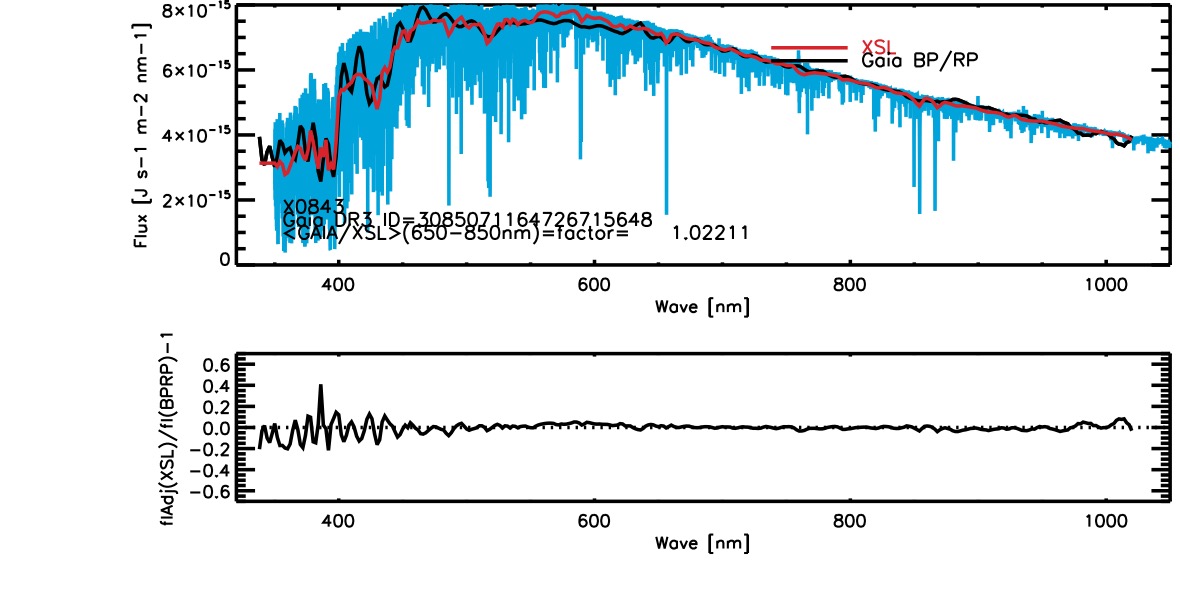 8×10−15
6×10−15
4×10−15
2×10−15
0
Flux [J s−1 m−2 nm−1]
XSL
Gaia BP/RP
X0843
Gaia DR3 ID=3085071164726715648
<GAIA/XSL>(650−850nm)=factor= 1.02211
400 600 800 1000
Wave [nm]
0.6
0.4
0.2
0.0
−0.2
−0.4
−0.6
flAdj(XSL)/fl(BPRP)−1
400 600 800 1000
Wave [nm]